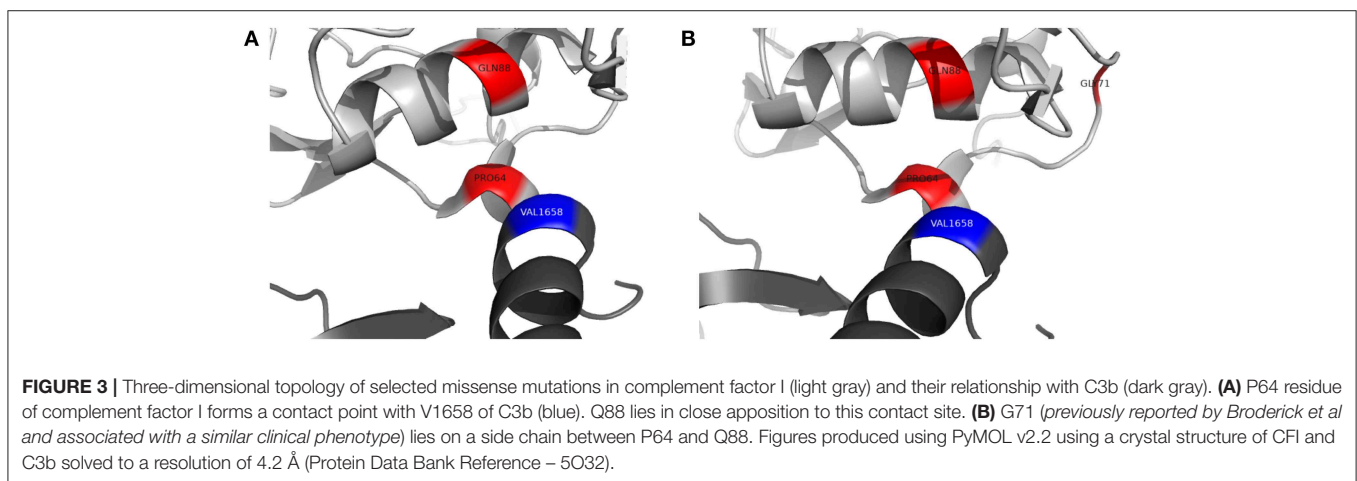 A
B
GLN88
GLN88
GLY71
PRO64
PRO64
VAL1658
VAL1658
FIGURE 3 | Three-dimensional topology of selected missense mutations in complement factor I (light gray) and their relationship with C3b (dark gray). (A) P64 residue
of complement factor I forms a contact point with V1658 of C3b (blue). Q88 lies in close apposition to this contact site. (B) G71 (previously reported by Broderick et al
and associated with a similar clinical phenotype) lies on a side chain between P64 and Q88. Figures produced using PyMOL v2.2 using a crystal structure of CFI and
C3b solved to a resolution of 4.2 Å (Protein Data Bank Reference – 5O32).